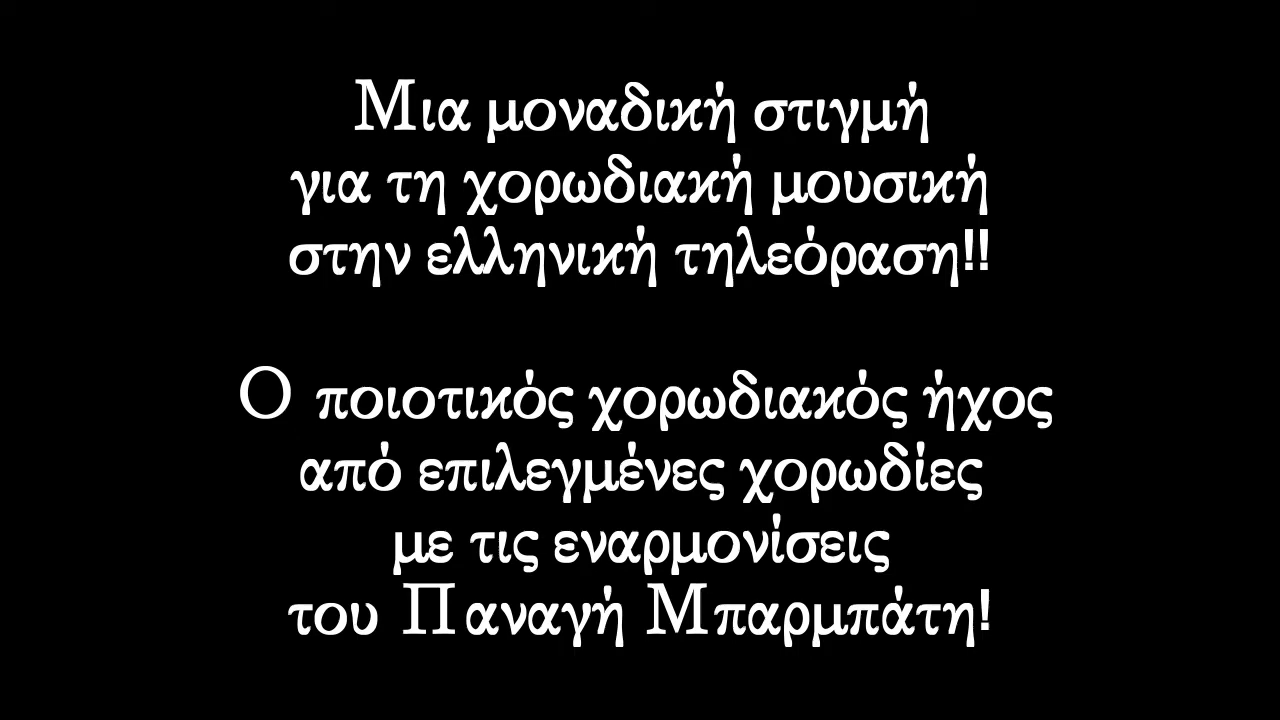 Μια μοναδική στιγμή
για τη χορωδιακή μουσική
στην ελληνική τηλεόραση!!
Ο ποιοτικός χορωδιακός ήχος
από επιλεγμένες χορωδίες
με τις εναρμονίσεις
του Παναγή Μπαρμπάτη!